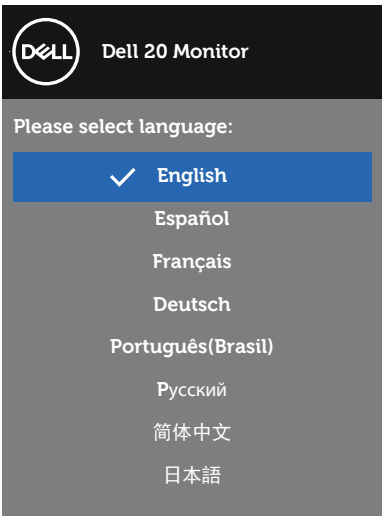 DELL
Dell 20 Monitor
Please select language:
English
Español
Français
Deutsch
Português(Brasil)
Русский
简体中文
日本語